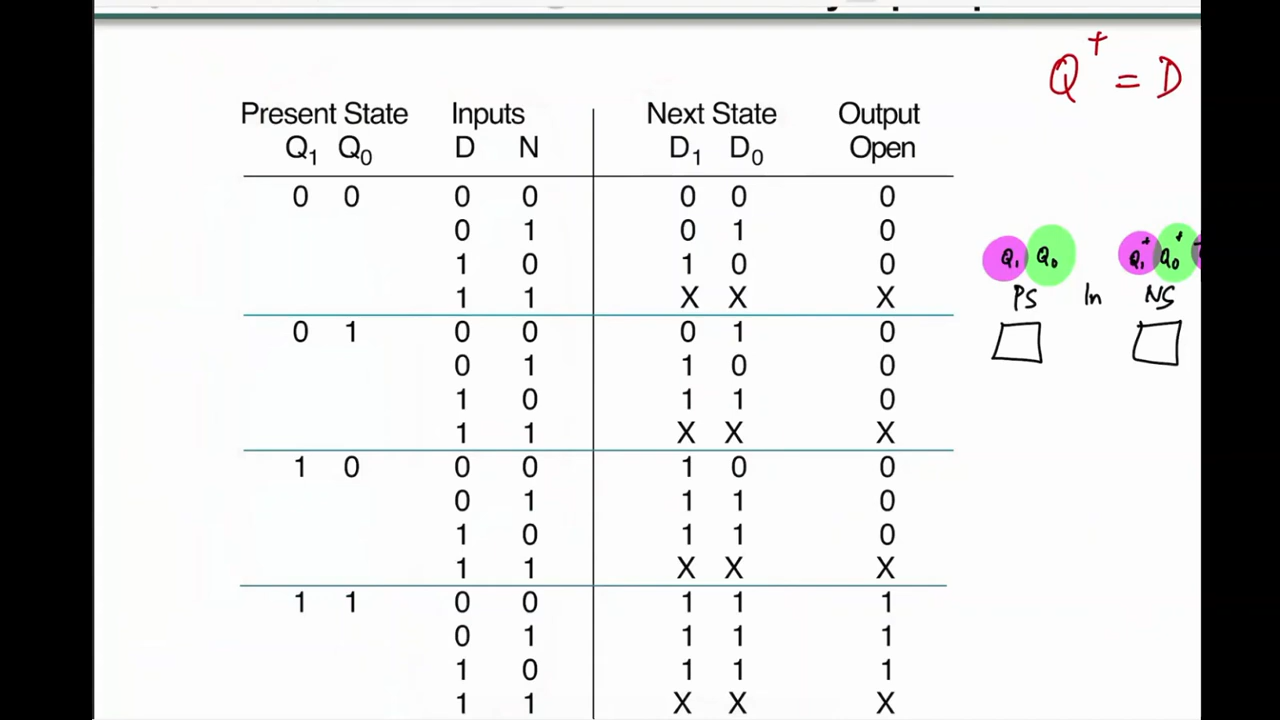 Q⁺ = D
Present State Inputs Next State Output
Q₁ Q₀ D N D₁ D₀ Open
0 0 0 0 0 0 0
0 1 0 1 0
1 0 1 0 0
1 1 X X X
0 1 0 0 0 1 0
0 1 1 0 0
1 0 1 1 0
1 1 X X X
1 0 0 0 1 0 0
0 1 1 1 0
1 0 1 1 0
1 1 X X X
1 1 0 0 1 1 1
0 1 1 1 1
1 0 1 1 1
1 1 X X X
Q₁ Q₀ Q₁⁺ Q₀⁺
PS In NS